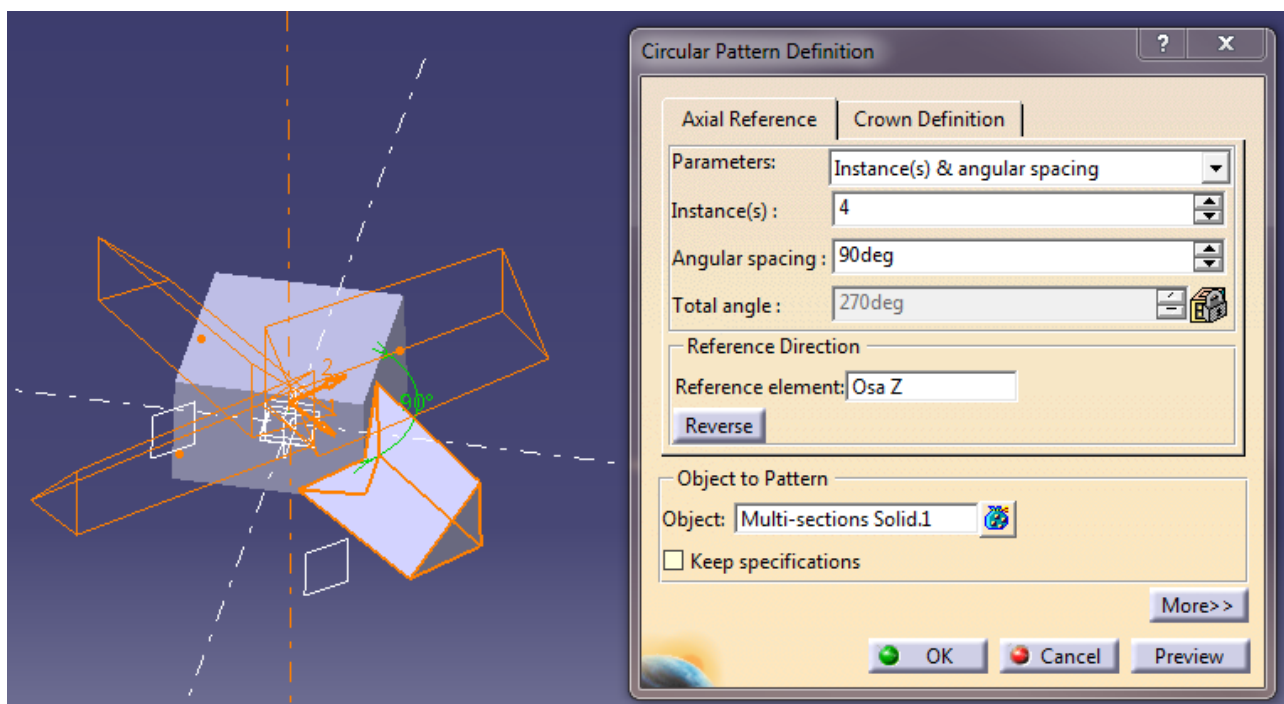 Circular Pattern Definition
? x
Axial Reference Crown Definition
Parameters: Instance(s) & angular spacing
Instance(s) : 4
Angular spacing : 90deg
Total angle : 270deg
Reference Direction
Reference element: Osa Z
Reverse
Object to Pattern
Object: Multi-sections Solid.1
Keep specifications
More>>
OK Cancel Preview
2
90°